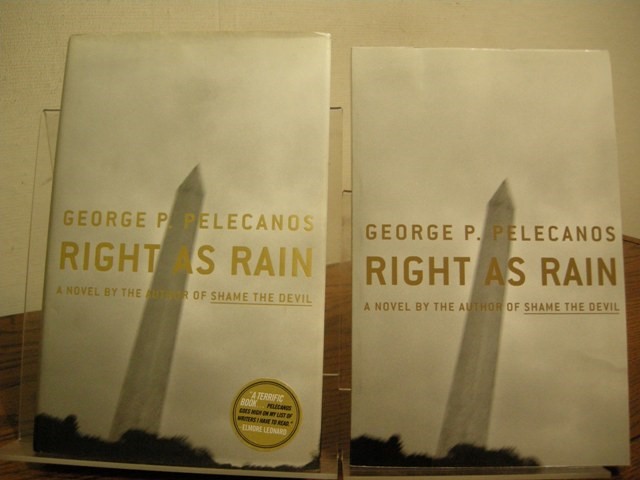 GEORGE P. PELECANOS
RIGHT AS RAIN
A NOVEL BY THE AUTHOR OF SHAME THE DEVIL
"A TERRIFIC
BOOK PELECANOS
GOES HIGH ON MY LIST OF
WRITERS I HAVE TO READ."
ELMORE LEONARD
GEORGE P. PELECANOS
RIGHT AS RAIN
A NOVEL BY THE AUTHOR OF SHAME THE DEVIL